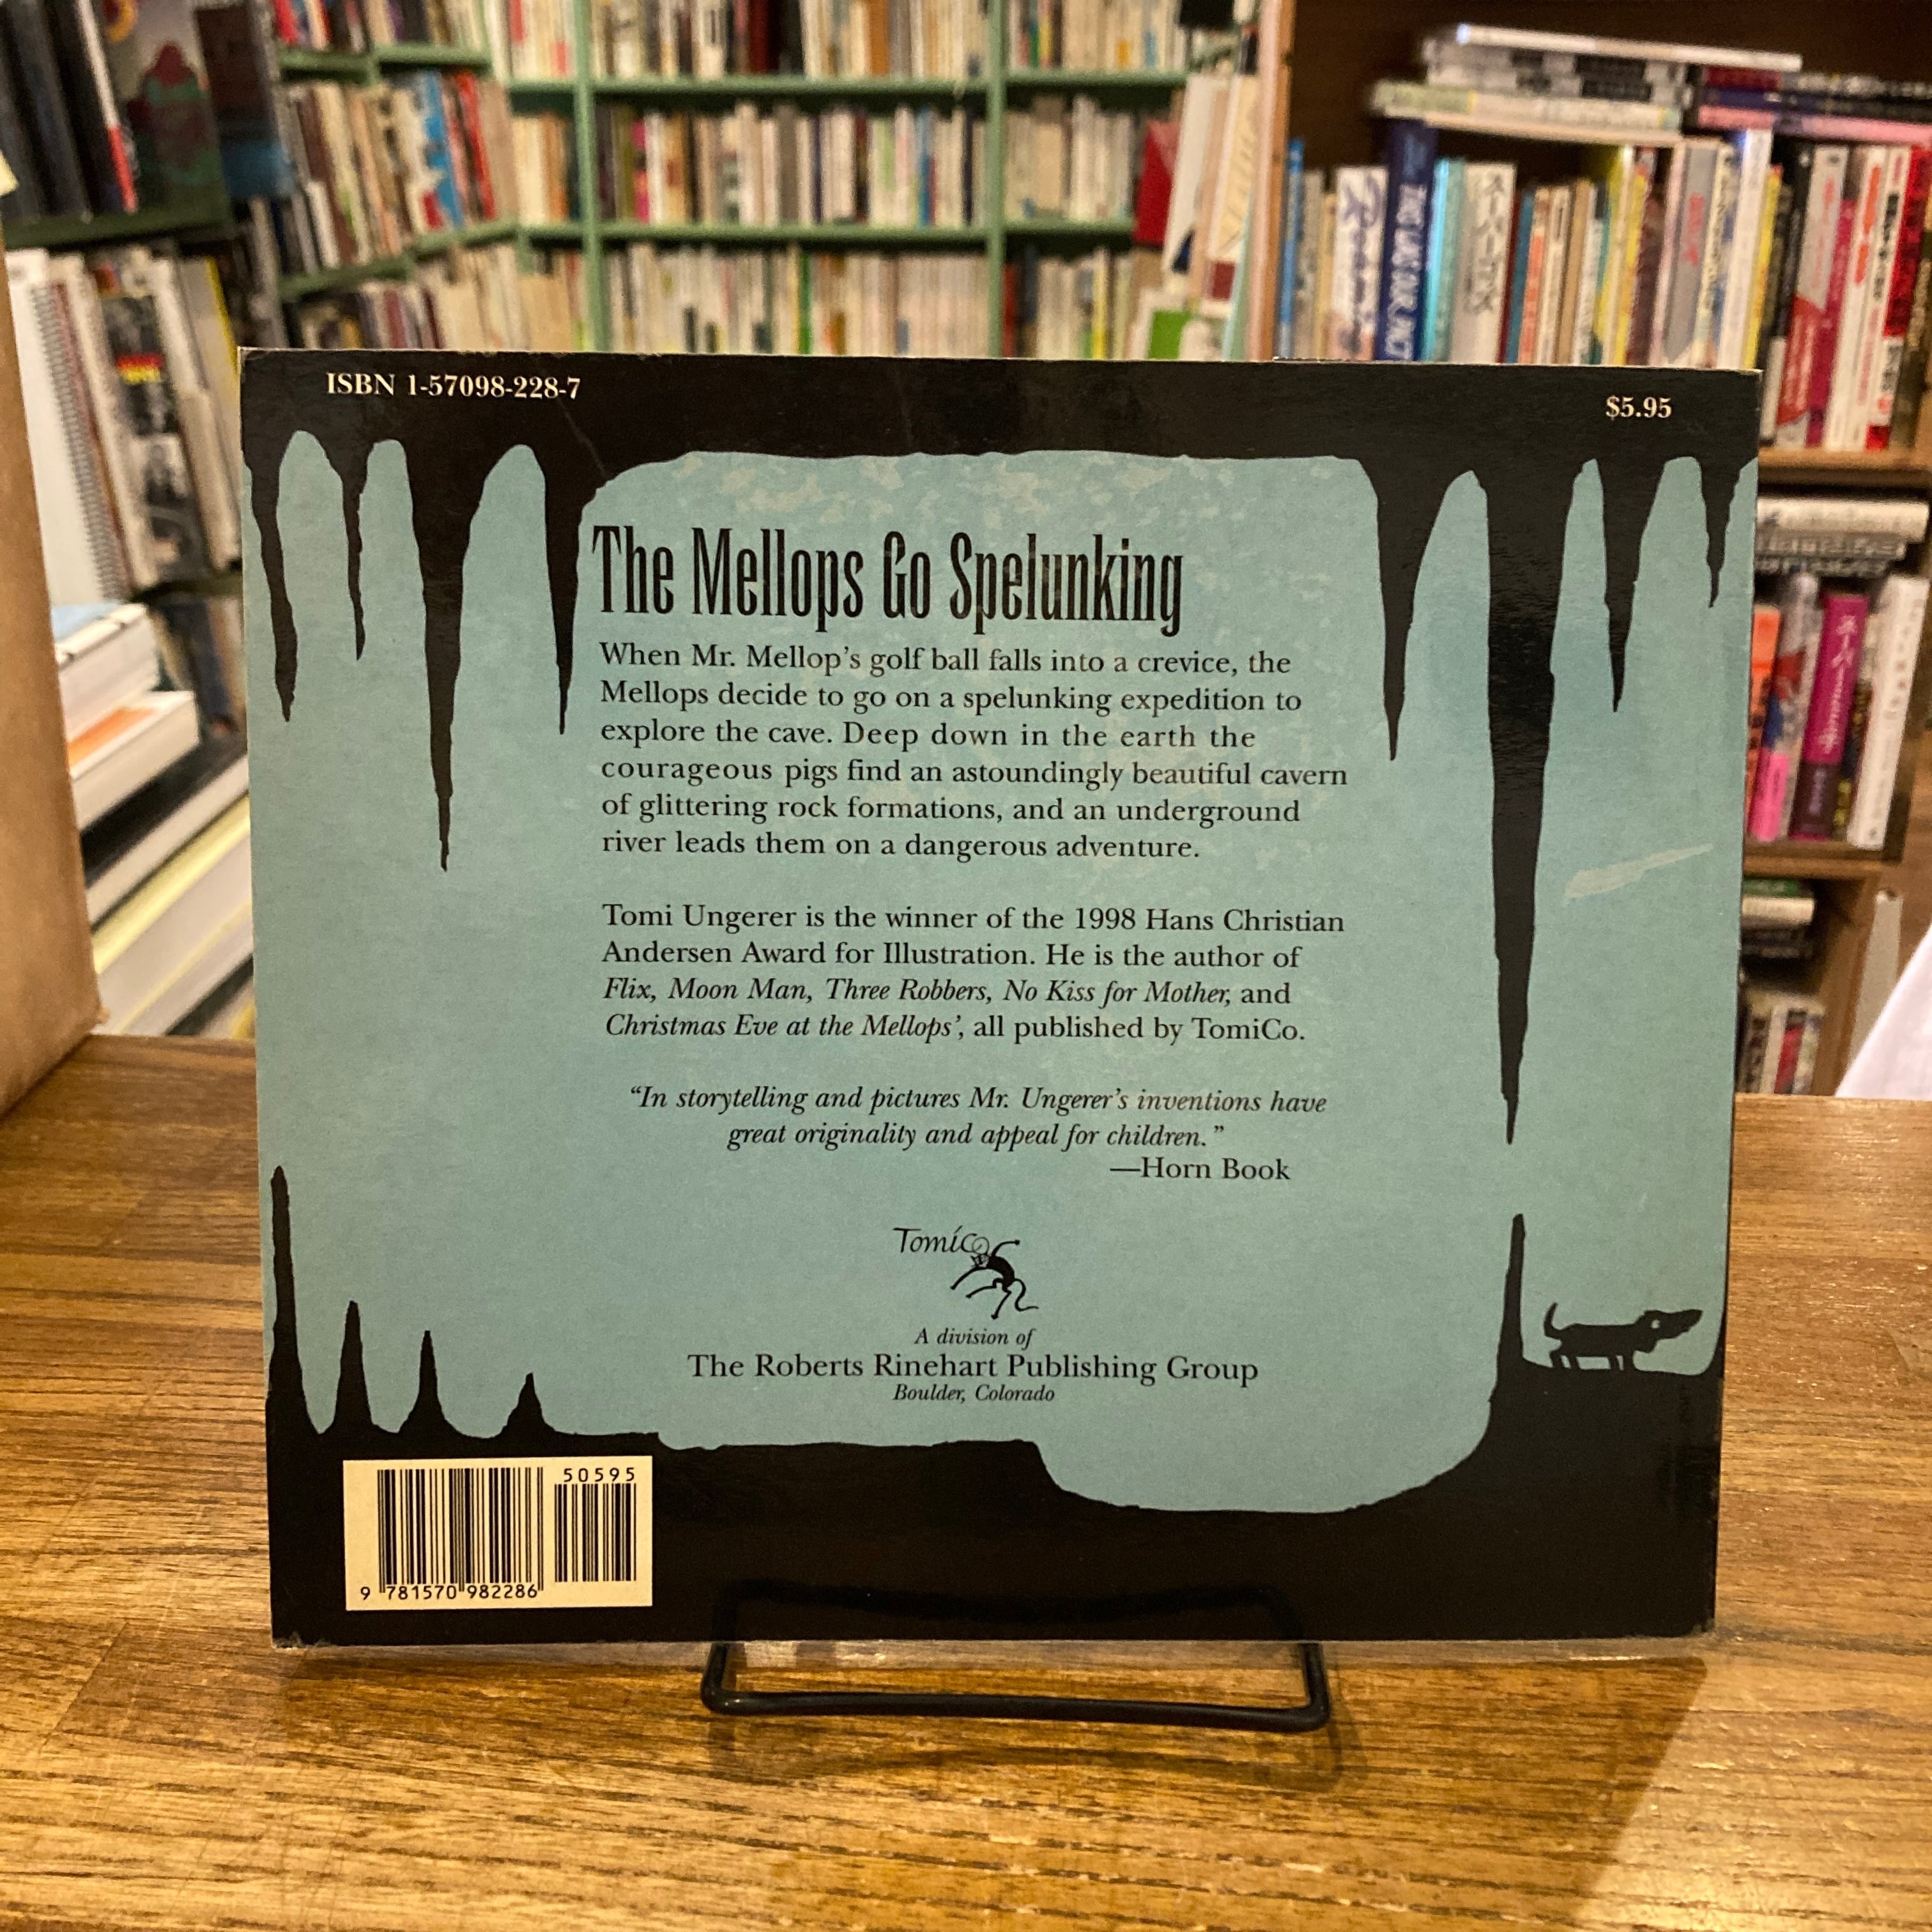 ISBN 1-57098-228-7
$5.95
The Mellops Go Spelunking
When Mr. Mellop's golf ball falls into a crevice, the
Mellops decide to go on a spelunking expedition to
explore the cave. Deep down in the earth the
courageous pigs find an astoundingly beautiful cavern
of glittering rock formations, and an underground
river leads them on a dangerous adventure.
Tomi Ungerer is the winner of the 1998 Hans Christian
Andersen Award for Illustration. He is the author of
Flix, Moon Man, Three Robbers, No Kiss for Mother, and
Christmas Eve at the Mellops', all published by TomiCo.
“In storytelling and pictures Mr. Ungerer's inventions have
great originality and appeal for children.”
—Horn Book
TomiCo
A division of
The Roberts Rinehart Publishing Group
Boulder, Colorado
50595
9 781570 982286